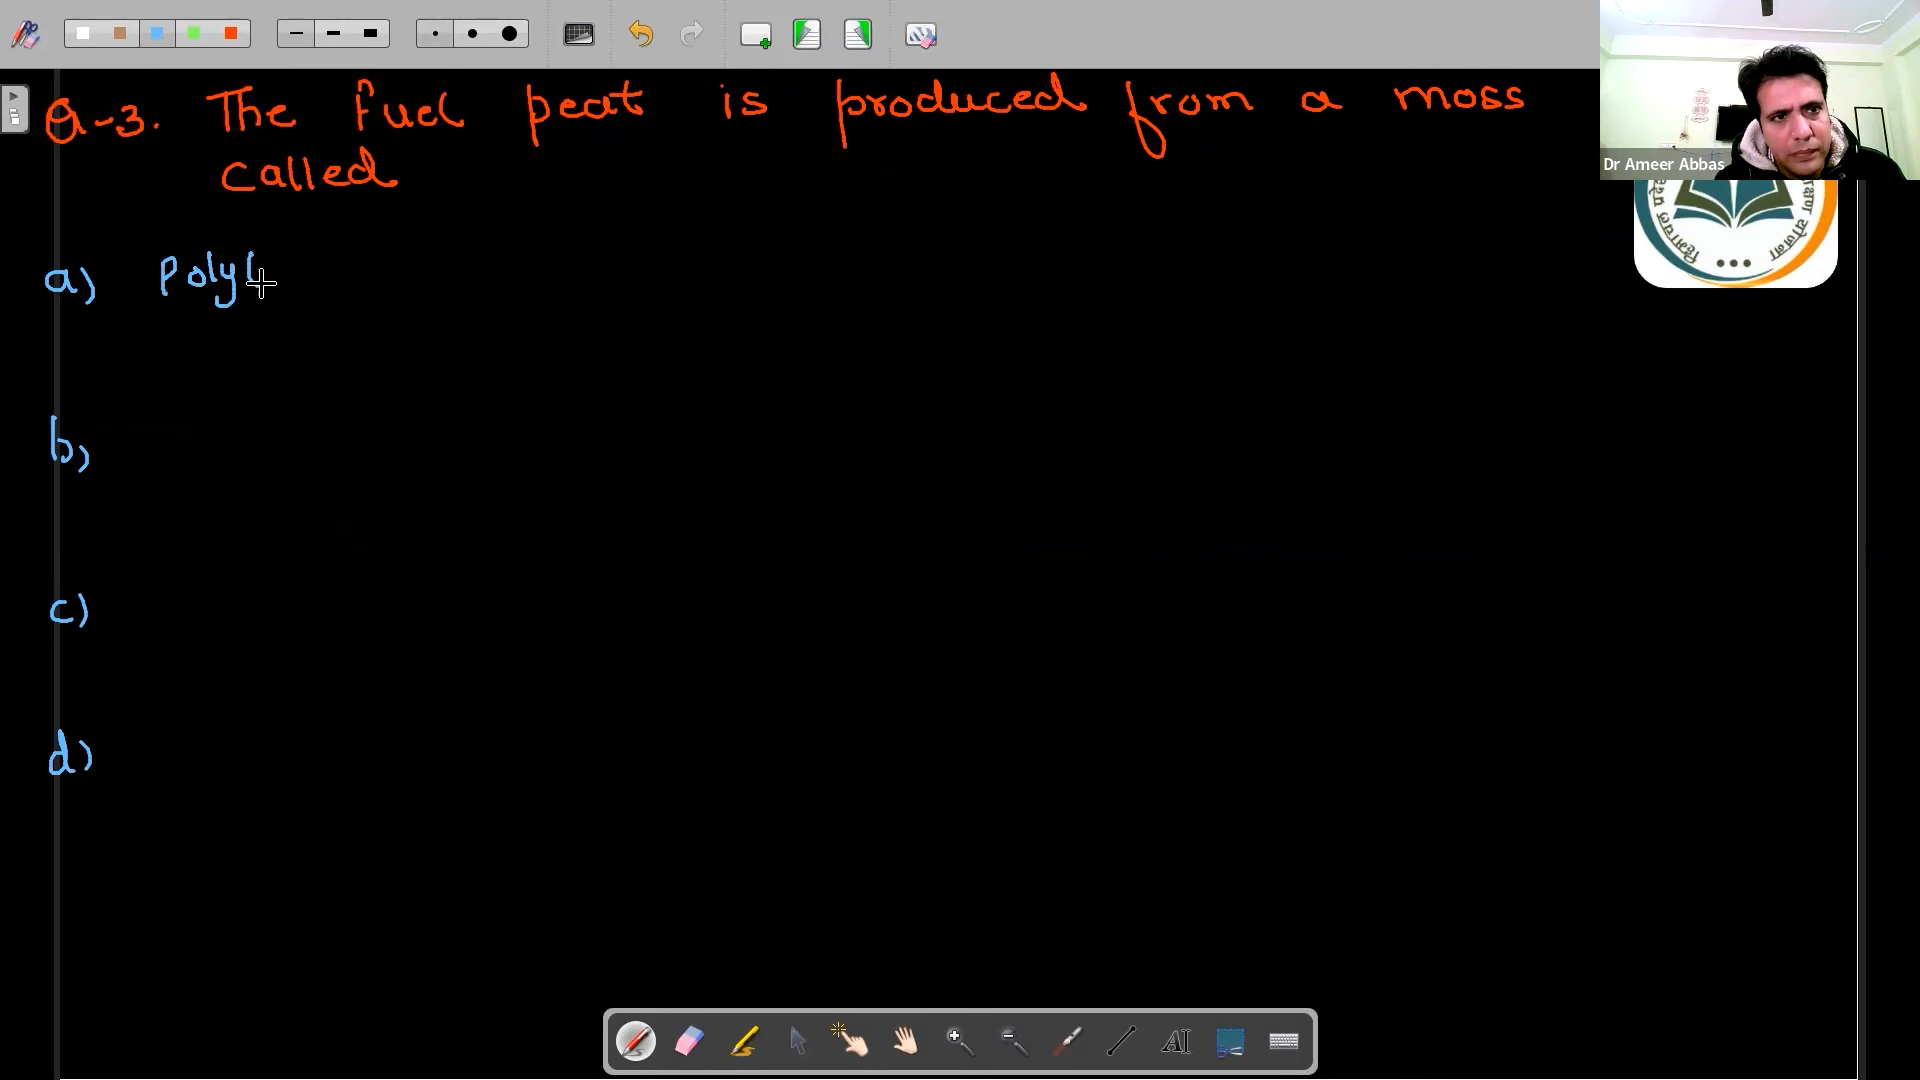 Dr Ameer Abbas
Q-3. The fuel peat is produced from a moss
called
a) Poly
b)
c)
d)